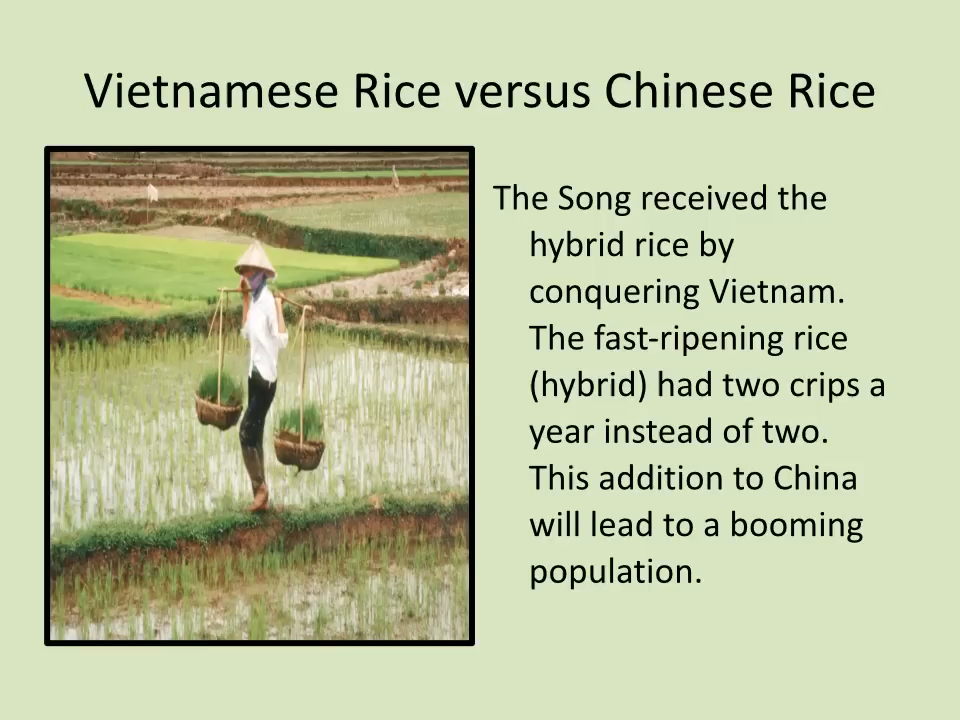 Vietnamese Rice versus Chinese Rice
The Song received the
hybrid rice by
conquering Vietnam.
The fast-ripening rice
(hybrid) had two crips a
year instead of two.
This addition to China
will lead to a booming
population.